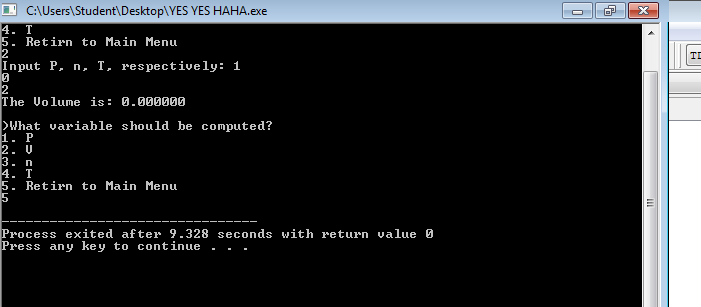 C:\Users\Student\Desktop\YES YES HAHA.exe
4. T
5. Retirn to Main Menu
2
Input P, n, T, respectively: 1
0
2
The Volume is: 0.000000
>What variable should be computed?
1. P
2. V
3. n
4. T
5. Retirn to Main Menu
5
--------------------------------
Process exited after 9.328 seconds with return value 0
Press any key to continue . . .